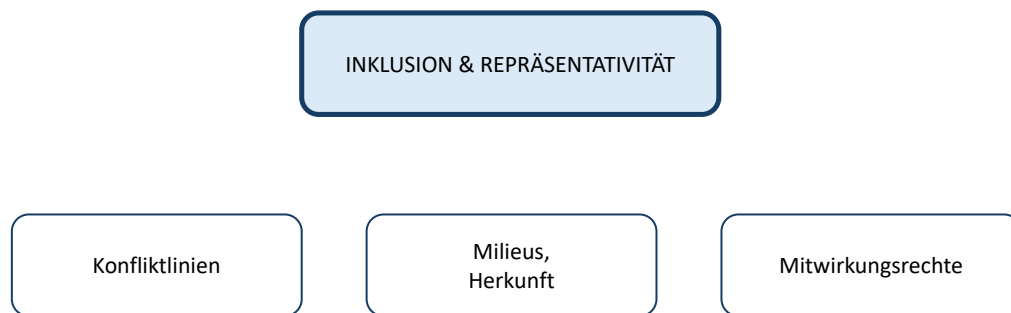 INKLUSION & REPRÄSENTATIVITÄT
Konfliktlinien
Milieus,
Herkunft
Mitwirkungsrechte